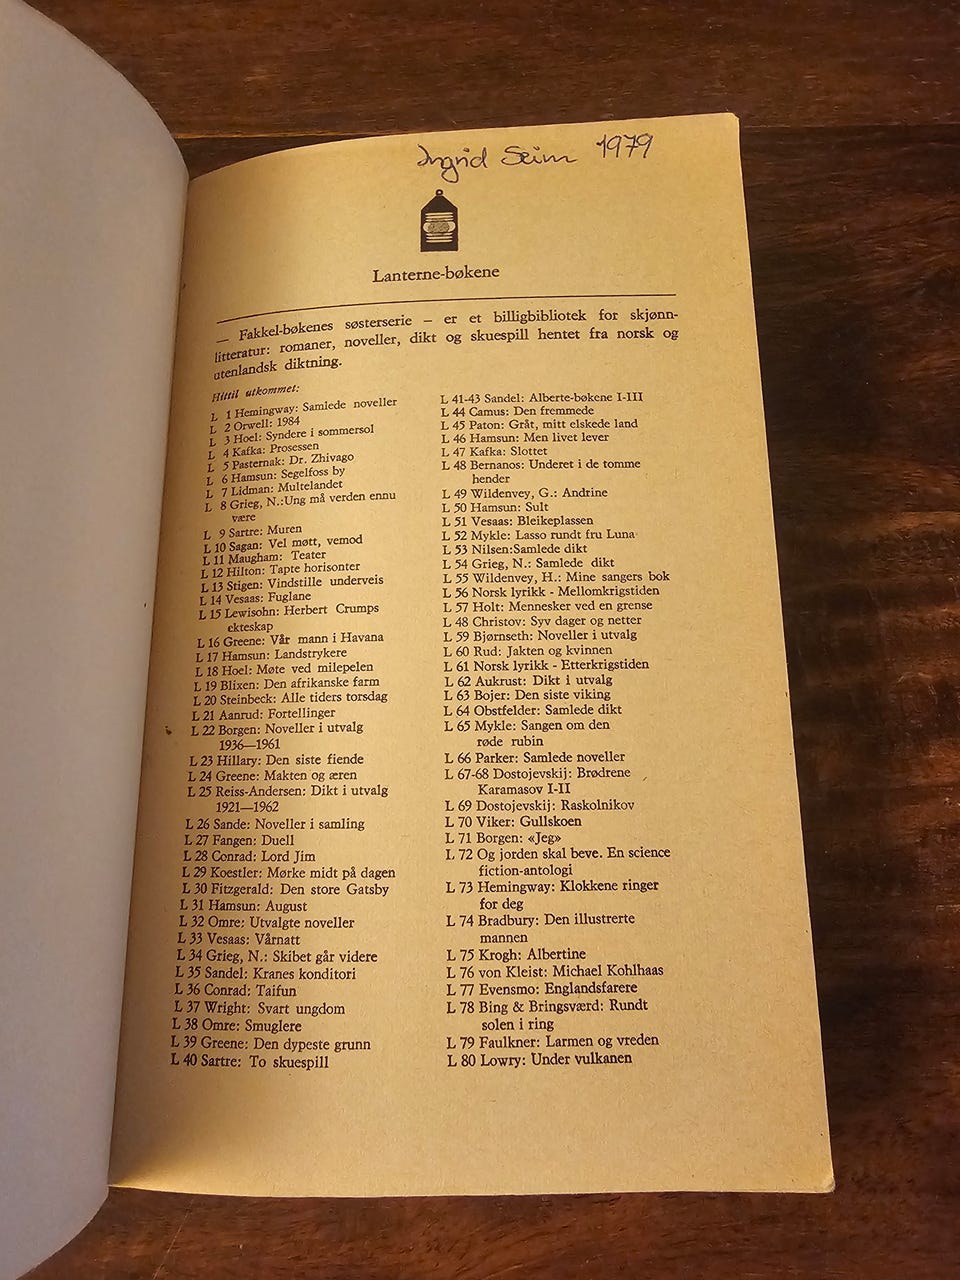 Ingrid Seim 1979
Lanterne-bøkene
— Fakkel-bøkenes søsterserie – er et billigbibliotek for skjønn-
litteratur: romaner, noveller, dikt og skuespill hentet fra norsk og
utenlandsk diktning.
Hittil utkommet:
L 1 Hemingway: Samlede noveller
L 2 Orwell: 1984
L 3 Hoel: Syndere i sommersol
L 4 Kafka: Prosessen
L 5 Pasternak: Dr. Zhivago
L 6 Hamsun: Segelfoss by
L 7 Lidman: Multelandet
L 8 Grieg, N.:Ung må verden ennu
være
L 9 Sartre: Muren
L 10 Sagan: Vel møtt, vemod
L 11 Maugham: Teater
L 12 Hilton: Tapte horisonter
L 13 Stigen: Vindstille underveis
L 14 Vesaas: Fuglane
L 15 Lewisohn: Herbert Crumps
ekteskap
L 16 Greene: Vår mann i Havana
L 17 Hamsun: Landstrykere
L 18 Hoel: Møte ved milepelen
L 19 Blixen: Den afrikanske farm
L 20 Steinbeck: Alle tiders torsdag
L 21 Aanrud: Fortellinger
L 22 Borgen: Noveller i utvalg
1936—1961
L 23 Hillary: Den siste fiende
L 24 Greene: Makten og æren
L 25 Reiss-Andersen: Dikt i utvalg
1921—1962
L 26 Sande: Noveller i samling
L 27 Fangen: Duell
L 28 Conrad: Lord Jim
L 29 Koestler: Mørke midt på dagen
L 30 Fitzgerald: Den store Gatsby
L 31 Hamsun: August
L 32 Omre: Utvalgte noveller
L 33 Vesaas: Vårnatt
L 34 Grieg, N.: Skibet går videre
L 35 Sandel: Kranes konditori
L 36 Conrad: Taifun
L 37 Wright: Svart ungdom
L 38 Omre: Smuglere
L 39 Greene: Den dypeste grunn
L 40 Sartre: To skuespill
L 41-43 Sandel: Alberte-bøkene I-III
L 44 Camus: Den fremmede
L 45 Paton: Gråt, mitt elskede land
L 46 Hamsun: Men livet lever
L 47 Kafka: Slottet
L 48 Bernanos: Underet i de tomme
hender
L 49 Wildenvey, G.: Andrine
L 50 Hamsun: Sult
L 51 Vesaas: Bleikeplassen
L 52 Mykle: Lasso rundt fru Luna
L 53 Nilsen:Samlede dikt
L 54 Grieg, N.: Samlede dikt
L 55 Wildenvey, H.: Mine sangers bok
L 56 Norsk lyrikk - Mellomkrigstiden
L 57 Holt: Mennesker ved en grense
L 48 Christov: Syv dager og netter
L 59 Bjørnseth: Noveller i utvalg
L 60 Rud: Jakten og kvinnen
L 61 Norsk lyrikk - Etterkrigstiden
L 62 Aukrust: Dikt i utvalg
L 63 Bojer: Den siste viking
L 64 Obstfelder: Samlede dikt
L 65 Mykle: Sangen om den
røde rubin
L 66 Parker: Samlede noveller
L 67-68 Dostojevskij: Brødrene
Karamasov I-II
L 69 Dostojevskij: Raskolnikov
L 70 Viker: Gullskoen
L 71 Borgen: «Jeg»
L 72 Og jorden skal beve. En science
fiction-antologi
L 73 Hemingway: Klokkene ringer
for deg
L 74 Bradbury: Den illustrerte
mannen
L 75 Krogh: Albertine
L 76 von Kleist: Michael Kohlhaas
L 77 Evensmo: Englandsfarere
L 78 Bing & Bringsværd: Rundt
solen i ring
L 79 Faulkner: Larmen og vreden
L 80 Lowry: Under vulkanen